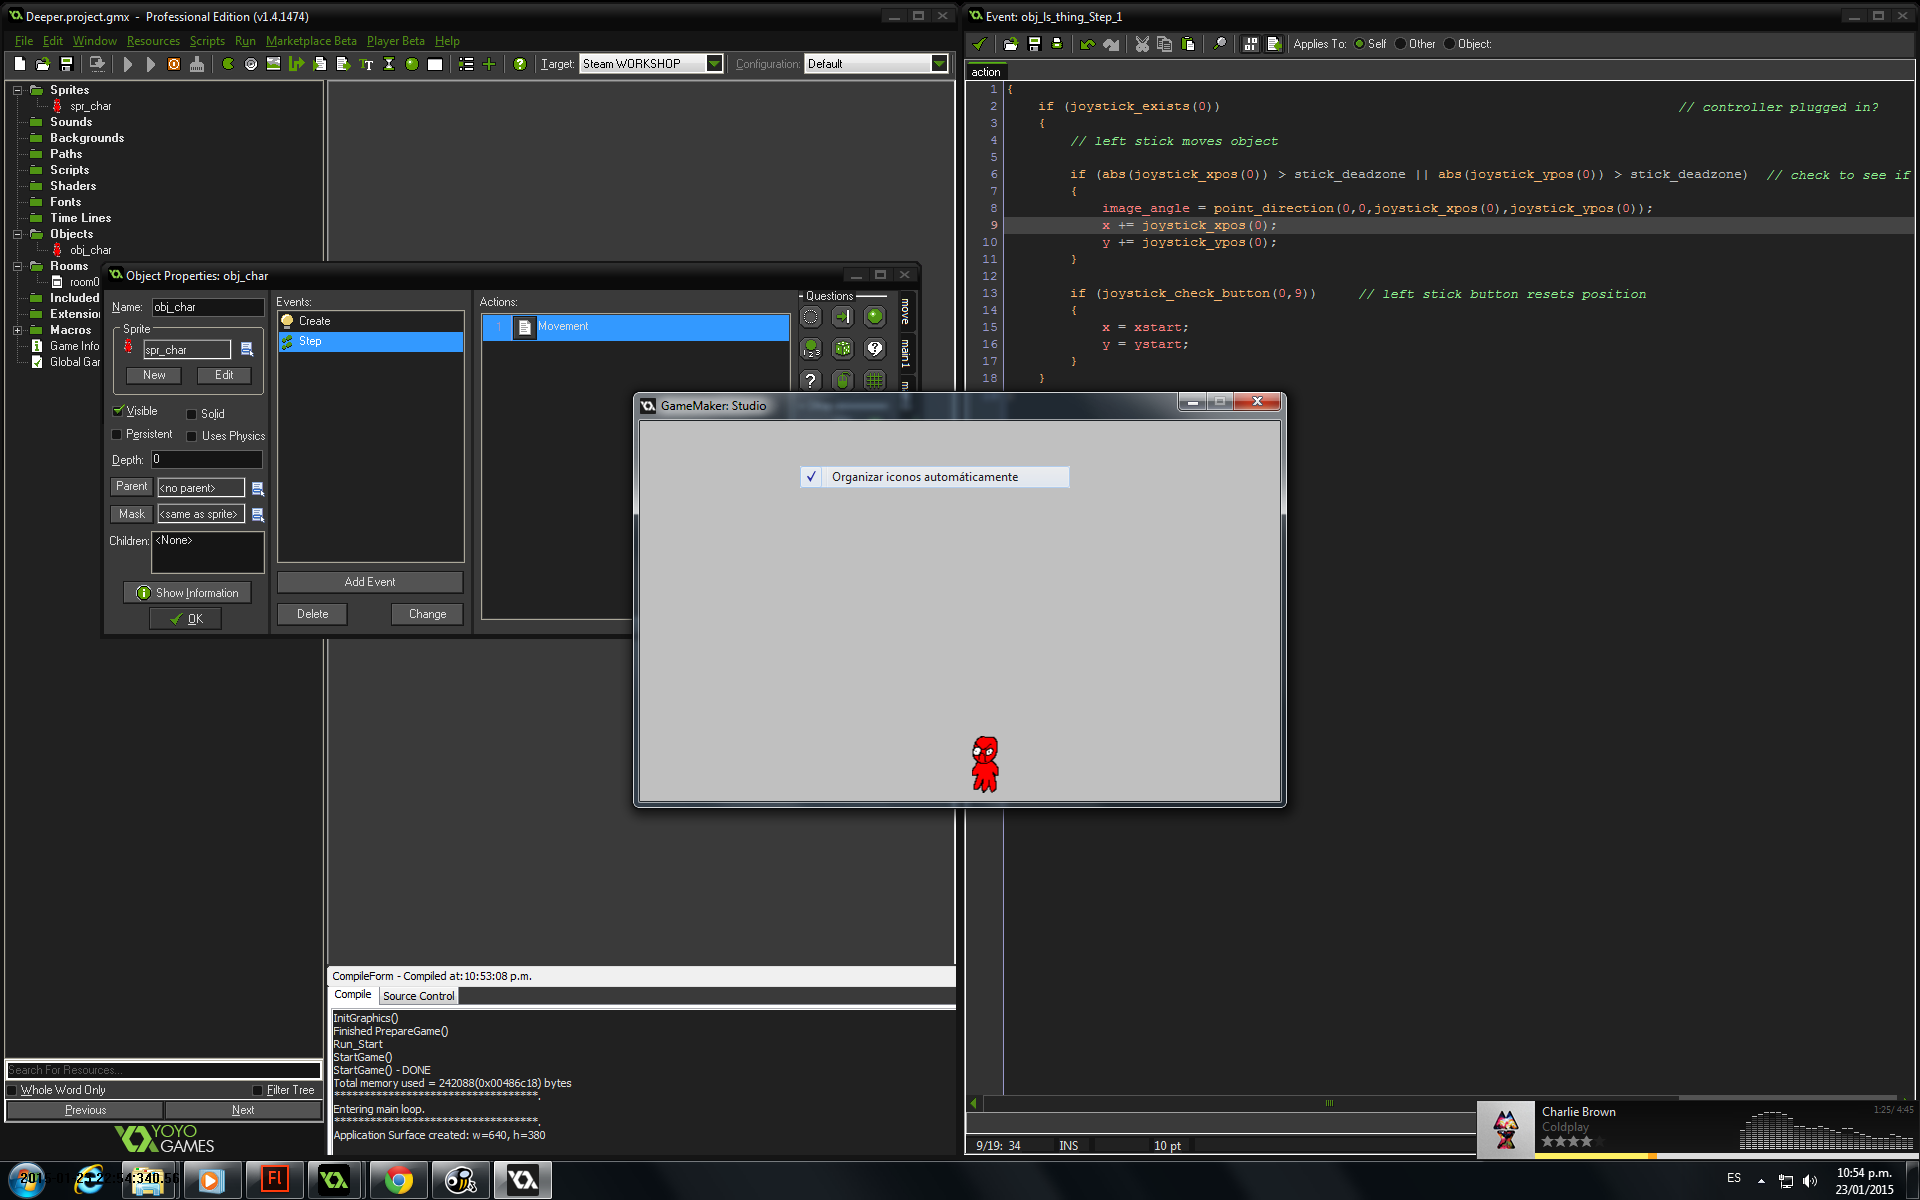 Deeper.project.gmx - Professional Edition (v1.4.1474)
File Edit Window Resources Scripts Run Marketplace Beta Player Beta Help
Target: Steam WORKSHOP Configuration: Default
Sprites
spr_char
Sounds
Backgrounds
Paths
Scripts
Shaders
Fonts
Time Lines
Objects
obj_char
Rooms
room0
Included
Extension
Macros
Game Info
Global Gar
Object Properties: obj_char
Name: obj_char
Sprite
spr_char
New Edit
Visible Solid
Persistent Uses Physics
Depth: 0
Parent <no parent>
Mask <same as sprite>
Children: <None>
Show Information
OK
Events:
Create
Step
Add Event
Delete Change
Actions:
1 Movement
Questions
move
main1
Event: obj_ls_thing_Step_1
Applies To: Self Other Object:
action
1 {
2 if (joystick_exists(0)) // controller plugged in?
3 {
4 // left stick moves object
5
6 if (abs(joystick_xpos(0)) > stick_deadzone || abs(joystick_ypos(0)) > stick_deadzone) // check to see if
7 {
8 image_angle = point_direction(0,0,joystick_xpos(0),joystick_ypos(0));
9 x += joystick_xpos(0);
10 y += joystick_ypos(0);
11 }
12
13 if (joystick_check_button(0,9)) // left stick button resets position
14 {
15 x = xstart;
16 y = ystart;
17 }
18 }
GameMaker: Studio
Organizar iconos automáticamente
CompileForm - Compiled at: 10:53:08 p.m.
Compile Source Control
InitGraphics()
Finished PrepareGame()
Run_Start
StartGame()
StartGame() - DONE
Total memory used = 242088(0x00486c18) bytes
**********************************.
Entering main loop.
**********************************.
Application Surface created: w=640, h=380
Search For Resources...
Whole Word Only Filter Tree
Previous Next
YOYO
GAMES
9/19: 34 INS 10 pt
Charlie Brown
Coldplay
1:25/ 4:45
Fl
ES
10:54 p.m.
23/01/2015